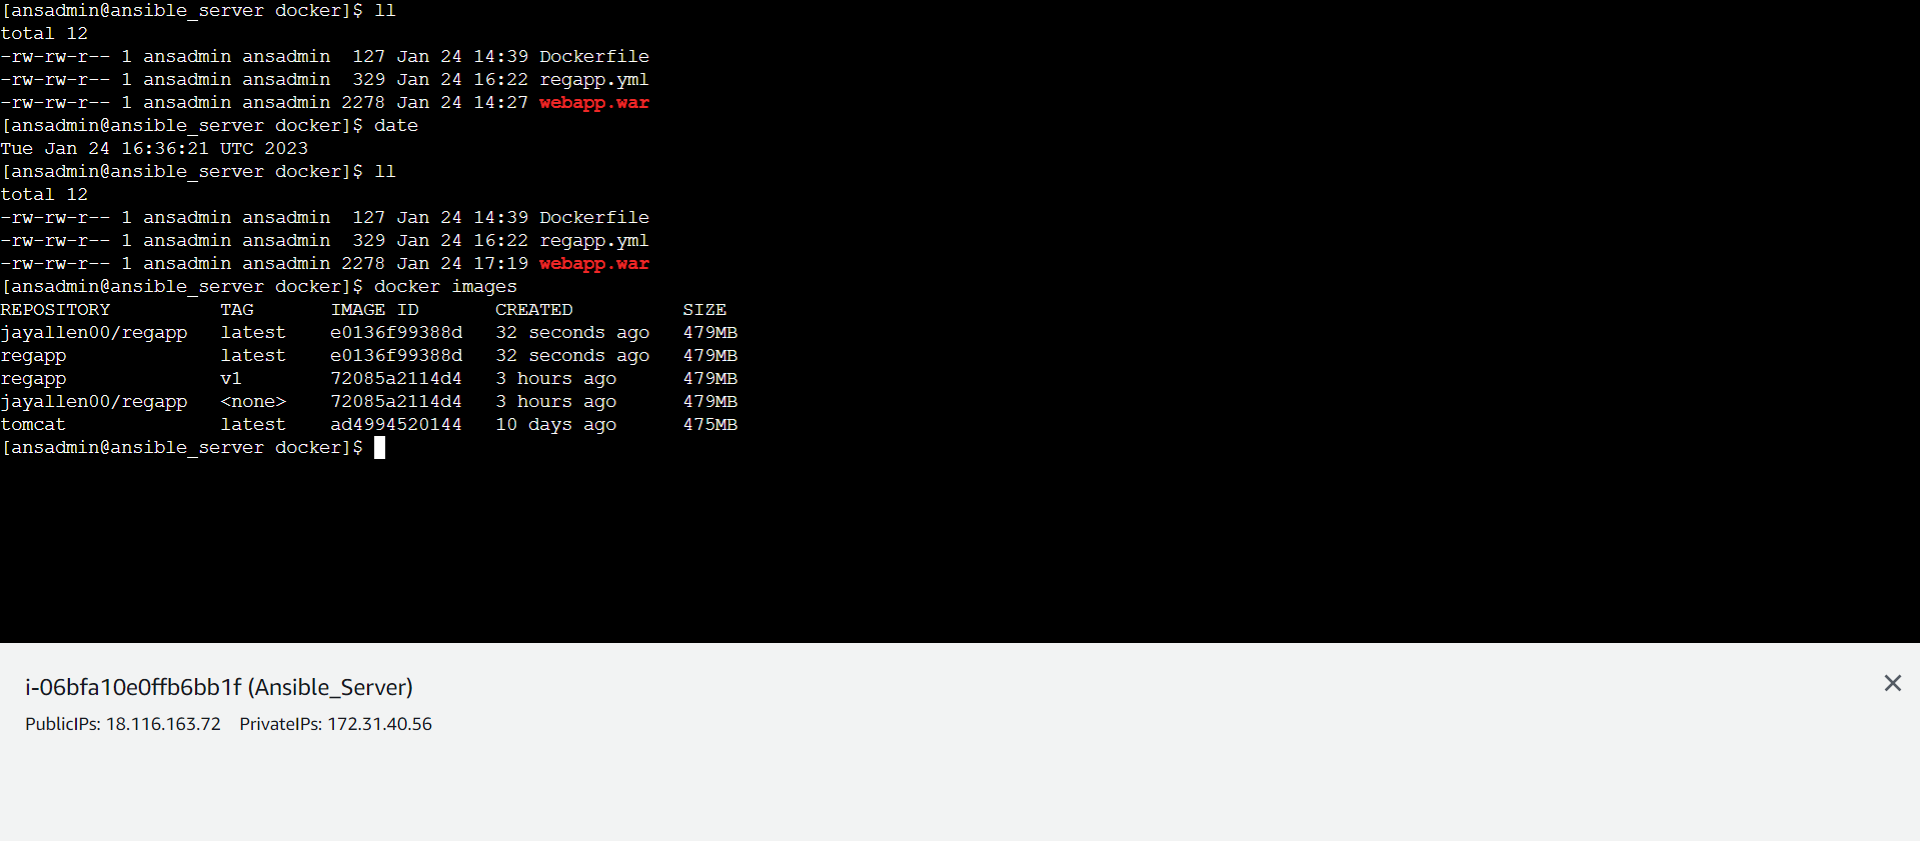 [ansadmin@ansible_server docker]$ ll
total 12
-rw-rw-r-- 1 ansadmin ansadmin  127 Jan 24 14:39 Dockerfile
-rw-rw-r-- 1 ansadmin ansadmin  329 Jan 24 16:22 regapp.yml
-rw-rw-r-- 1 ansadmin ansadmin 2278 Jan 24 14:27 webapp.war
[ansadmin@ansible_server docker]$ date
Tue Jan 24 16:36:21 UTC 2023
[ansadmin@ansible_server docker]$ ll
total 12
-rw-rw-r-- 1 ansadmin ansadmin  127 Jan 24 14:39 Dockerfile
-rw-rw-r-- 1 ansadmin ansadmin  329 Jan 24 16:22 regapp.yml
-rw-rw-r-- 1 ansadmin ansadmin 2278 Jan 24 17:19 webapp.war
[ansadmin@ansible_server docker]$ docker images
REPOSITORY          TAG       IMAGE ID       CREATED          SIZE
jayallen00/regapp   latest    e0136f99388d   32 seconds ago   479MB
regapp              latest    e0136f99388d   32 seconds ago   479MB
regapp              v1        72085a2114d4   3 hours ago      479MB
jayallen00/regapp   <none>    72085a2114d4   3 hours ago      479MB
tomcat              latest    ad4994520144   10 days ago      475MB
[ansadmin@ansible_server docker]$
i-06bfa10e0ffb6bb1f (Ansible_Server)
PublicIPs: 18.116.163.72   PrivateIPs: 172.31.40.56